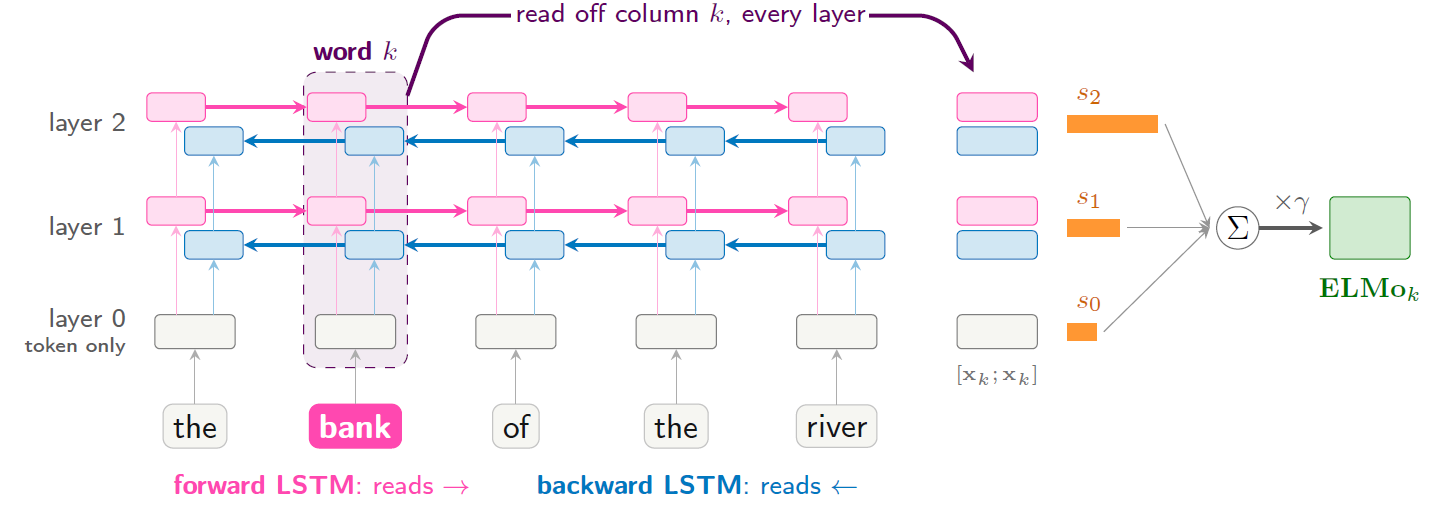 read off column k, every layer
word k
layer 2
s₂
layer 1
s₁
×γ
Σ
ELMoₖ
layer 0
token only
s₀
[xₖ; xₖ]
the bank of the river
forward LSTM: reads → backward LSTM: reads ←